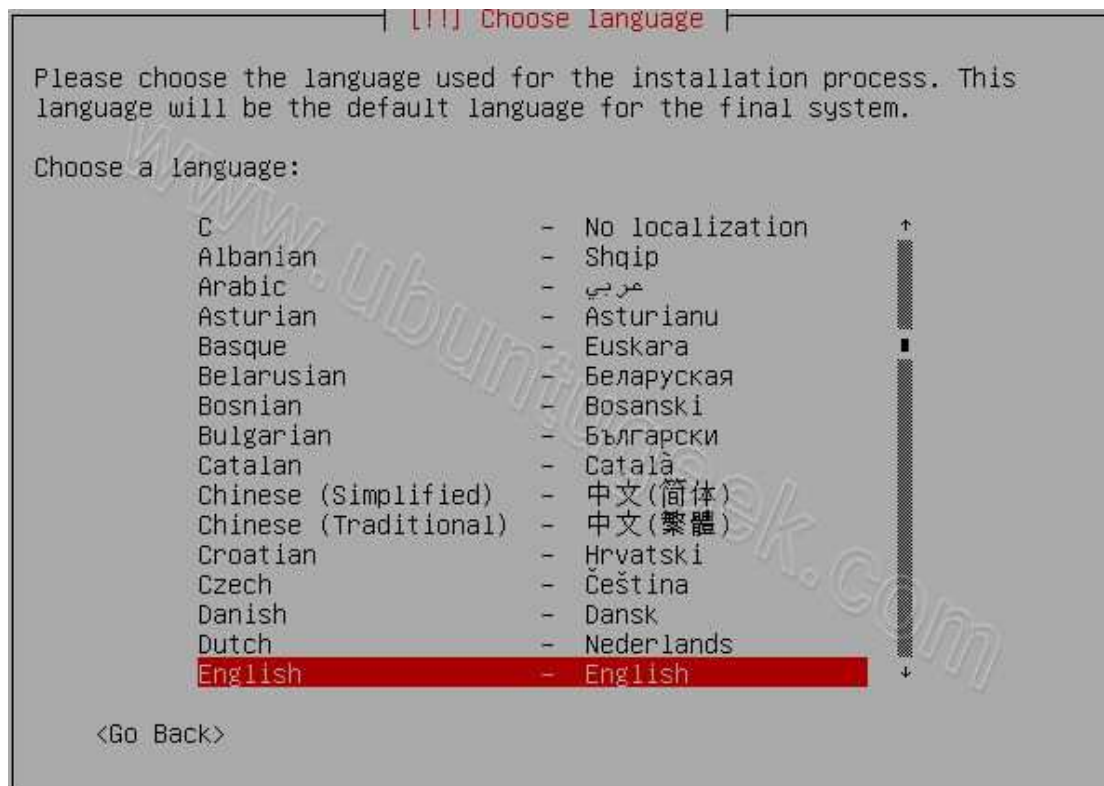 [!!] Choose language
Please choose the language used for the installation process. This
language will be the default language for the final system.
Choose a language:
C - No localization ↑
Albanian - Shqip
Arabic - عربي
Asturian - Asturianu
Basque - Euskara
Belarusian - Беларуская
Bosnian - Bosanski
Bulgarian - Български
Catalan - Català
Chinese (Simplified) - 中文(简体)
Chinese (Traditional) - 中文(繁體)
Croatian - Hrvatski
Czech - Čeština
Danish - Dansk
Dutch - Nederlands
English - English ↓
<Go Back>
www.ubuntugeek.com